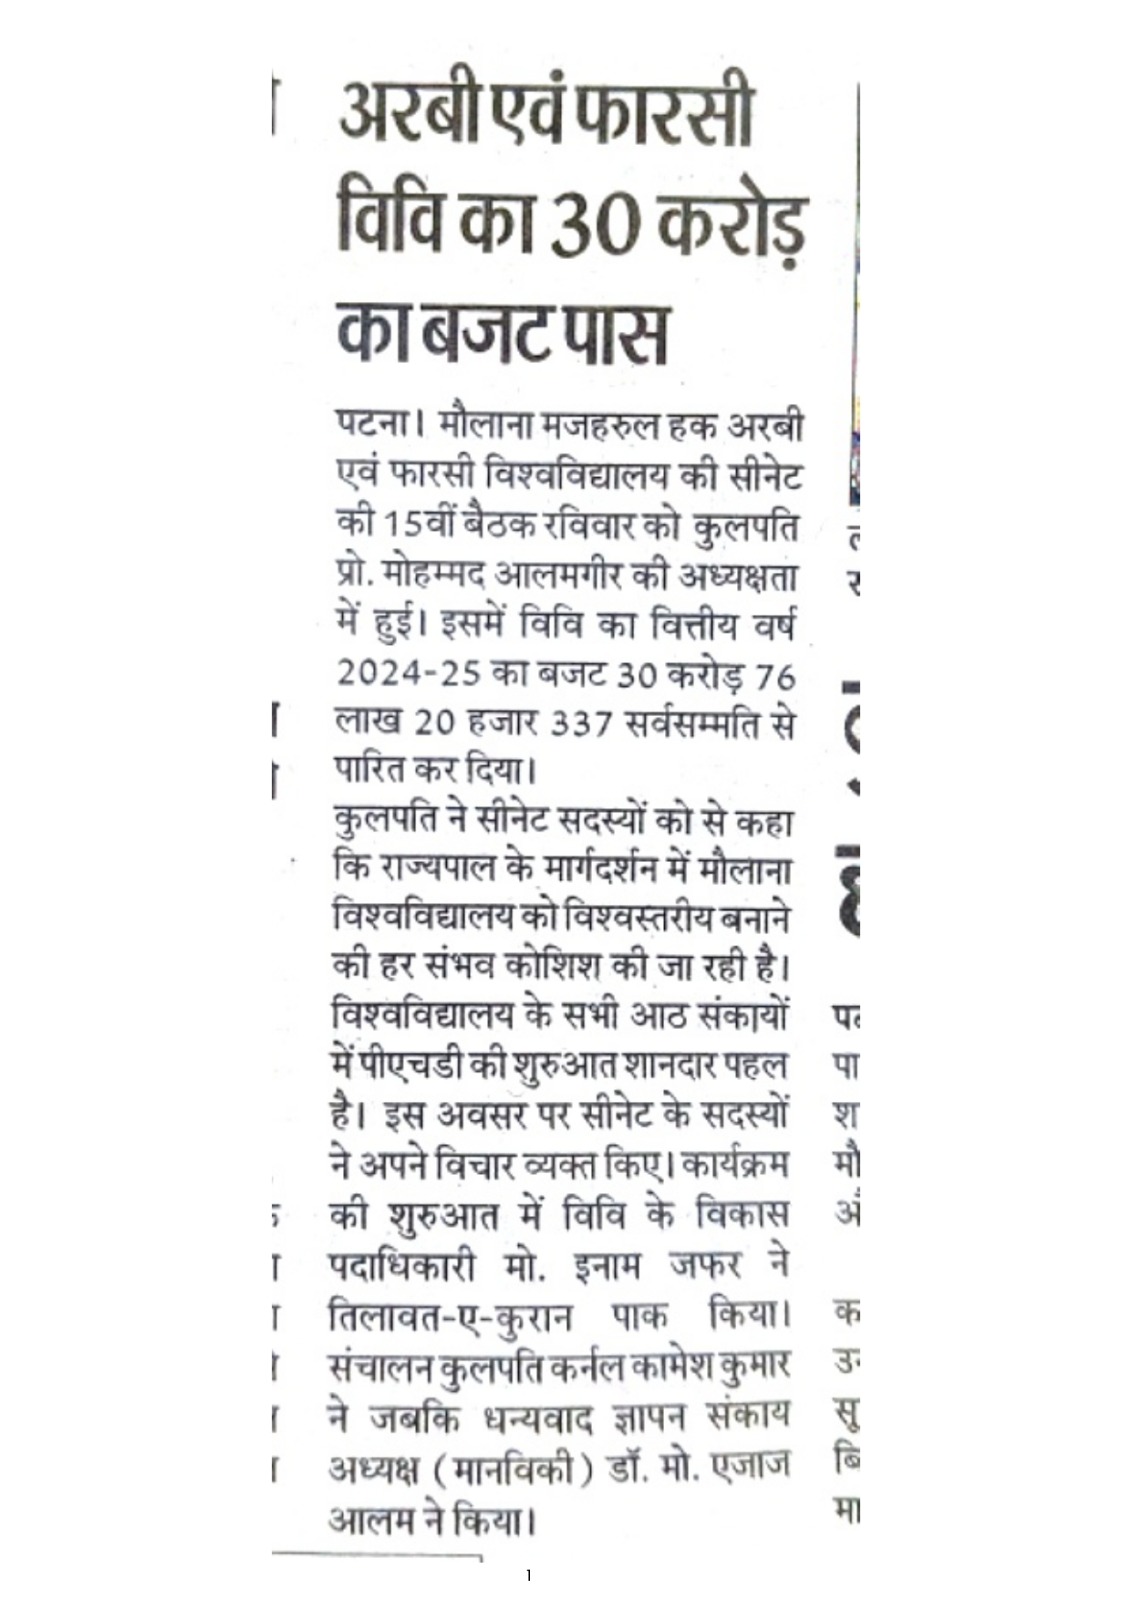 अरबी एवं फारसी
विवि का 30 करोड़
का बजट पास
पटना। मौलाना मजहरुल हक अरबी
एवं फारसी विश्वविद्यालय की सीनेट
की 15वीं बैठक रविवार को कुलपति
प्रो. मोहम्मद आलमगीर की अध्यक्षता
में हुई। इसमें विवि का वित्तीय वर्ष
2024-25 का बजट 30 करोड़ 76
लाख 20 हजार 337 सर्वसम्मति से
पारित कर दिया।
कुलपति ने सीनेट सदस्यों को से कहा
कि राज्यपाल के मार्गदर्शन में मौलाना
विश्वविद्यालय को विश्वस्तरीय बनाने
की हर संभव कोशिश की जा रही है।
विश्वविद्यालय के सभी आठ संकायों
में पीएचडी की शुरुआत शानदार पहल
है। इस अवसर पर सीनेट के सदस्यों
ने अपने विचार व्यक्त किए। कार्यक्रम
की शुरुआत में विवि के विकास
पदाधिकारी मो. इनाम जफर ने
तिलावत-ए-कुरान पाक किया।
संचालन कुलपति कर्नल कामेश कुमार
ने जबकि धन्यवाद ज्ञापन संकाय
अध्यक्ष (मानविकी) डॉ. मो. एजाज
आलम ने किया।
1